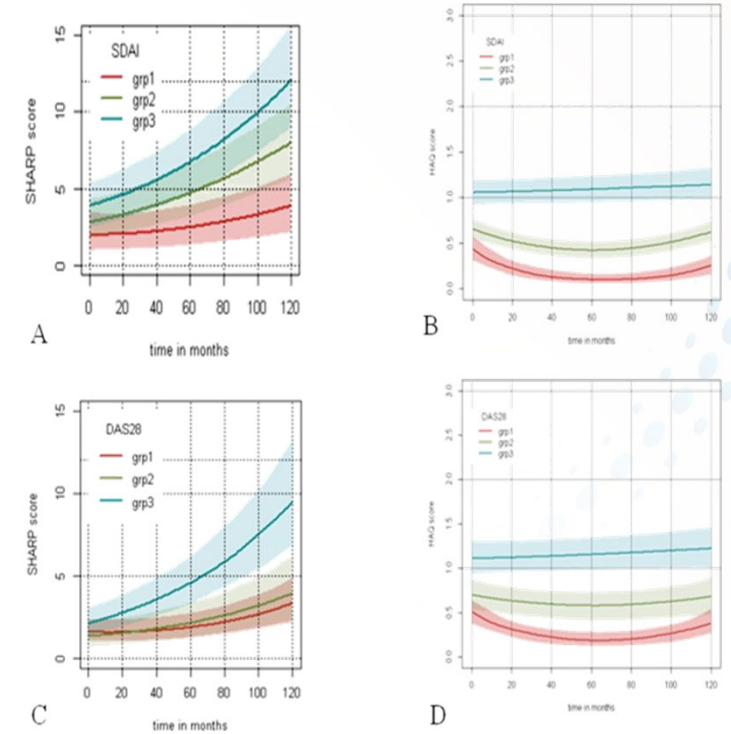 SHARP score
15
10
5
0
SDAI
grp1
grp2
grp3
0 20 40 60 80 100 120
time in months
A
HAQ score
3.0
2.5
2.0
1.5
1.0
0.5
0.0
SDAI
grp1
grp2
grp3
0 20 40 60 80 100 120
time in months
B
SHARP score
15
10
5
0
DAS28
grp1
grp2
grp3
0 20 40 60 80 100 120
time in months
C
HAQ score
3.0
2.5
2.0
1.5
1.0
0.5
0.0
DAS28
grp1
grp2
grp3
0 20 40 60 80 100 120
time in months
D